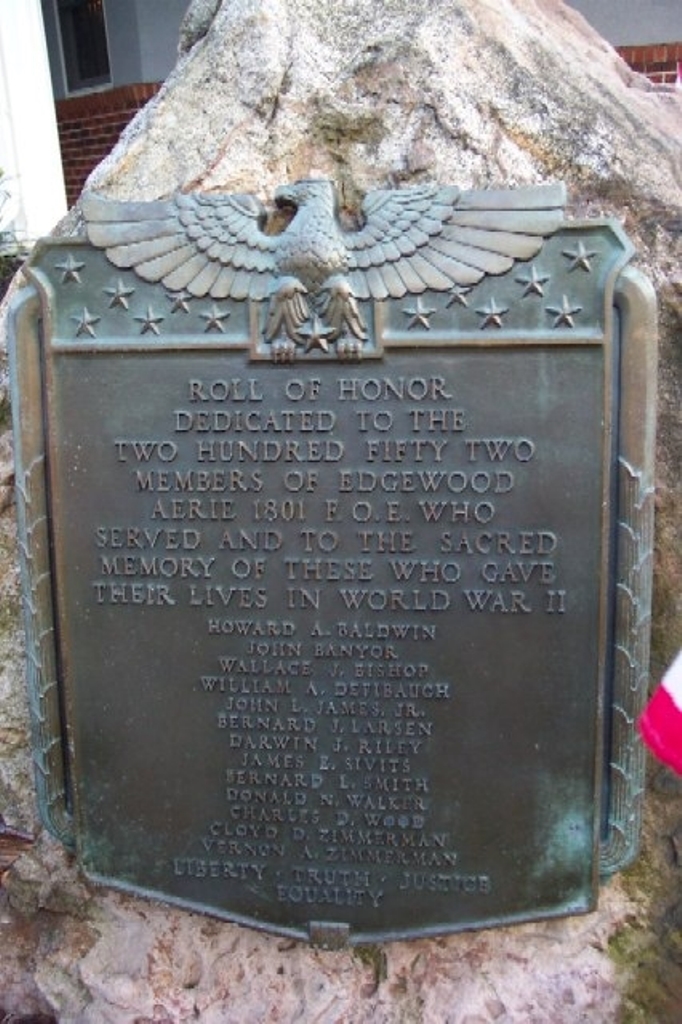 ROLL OF HONOR
DEDICATED TO THE
TWO HUNDRED FIFTY TWO
MEMBERS OF EDGEWOOD
AERIE 1801 F.O.E. WHO
SERVED AND TO THE SACRED
MEMORY OF THESE WHO GAVE
THEIR LIVES IN WORLD WAR II
HOWARD A. BALDWIN
JOHN BANYOR
WALLACE J. BISHOP
WILLIAM A. DEFIBAUGH
JOHN L. JAMES, JR.
BERNARD J. LARSEN
DARWIN J. RILEY
JAMES E. SIVITS
BERNARD L. SMITH
DONALD N. WALKER
CHARLES D. WOOD
CLOYD D. ZIMMERMAN
VERNON A. ZIMMERMAN
LIBERTY · TRUTH · JUSTICE
EQUALITY